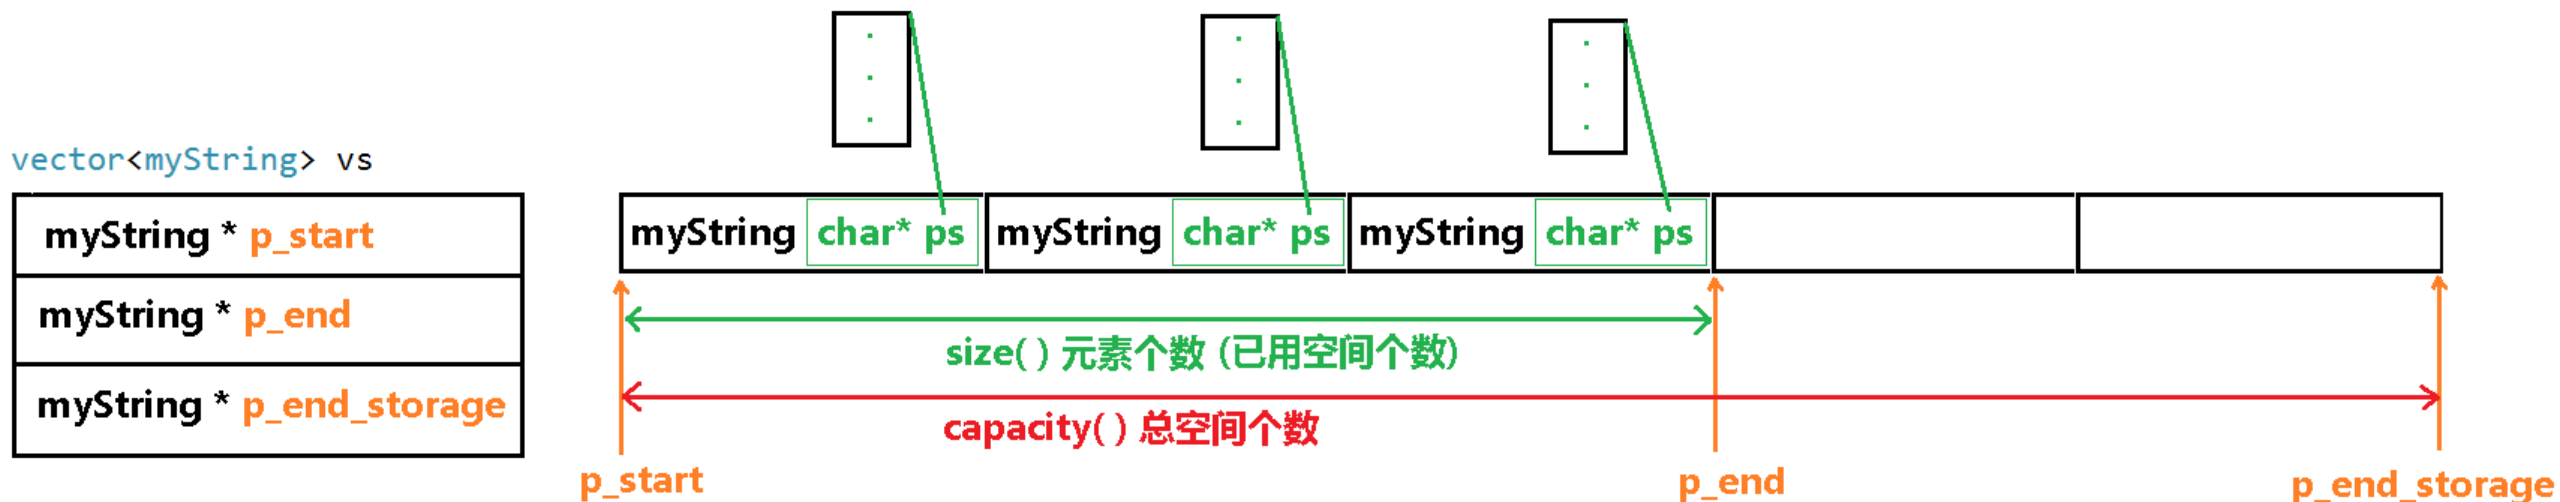 vector<myString> vs
myString * p_start
myString * p_end
myString * p_end_storage
myString char* ps myString char* ps myString char* ps
size( ) 元素个数 (已用空间个数)
capacity( ) 总空间个数
p_start p_end p_end_storage